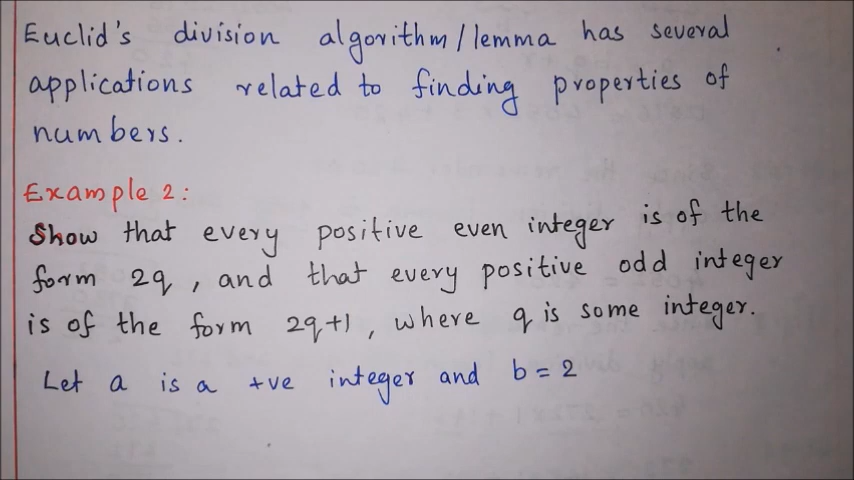 Euclid's division algorithm/lemma has several
applications related to finding properties of
numbers.
Example 2:
Show that every positive even integer is of the
form 2q, and that every positive odd integer
is of the form 2q+1, where q is some integer.
Let a is a +ve integer and b = 2